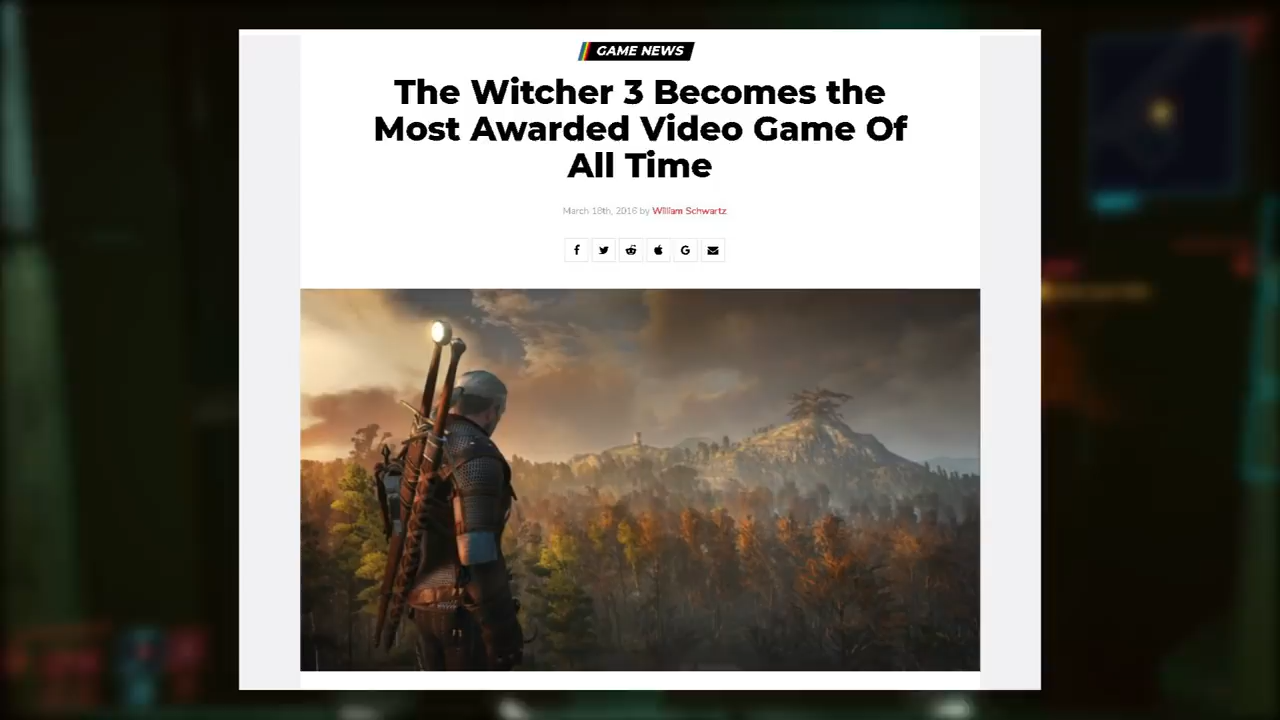 GAME NEWS
The Witcher 3 Becomes the
Most Awarded Video Game Of
All Time
March 18th, 2016 by William Schwartz